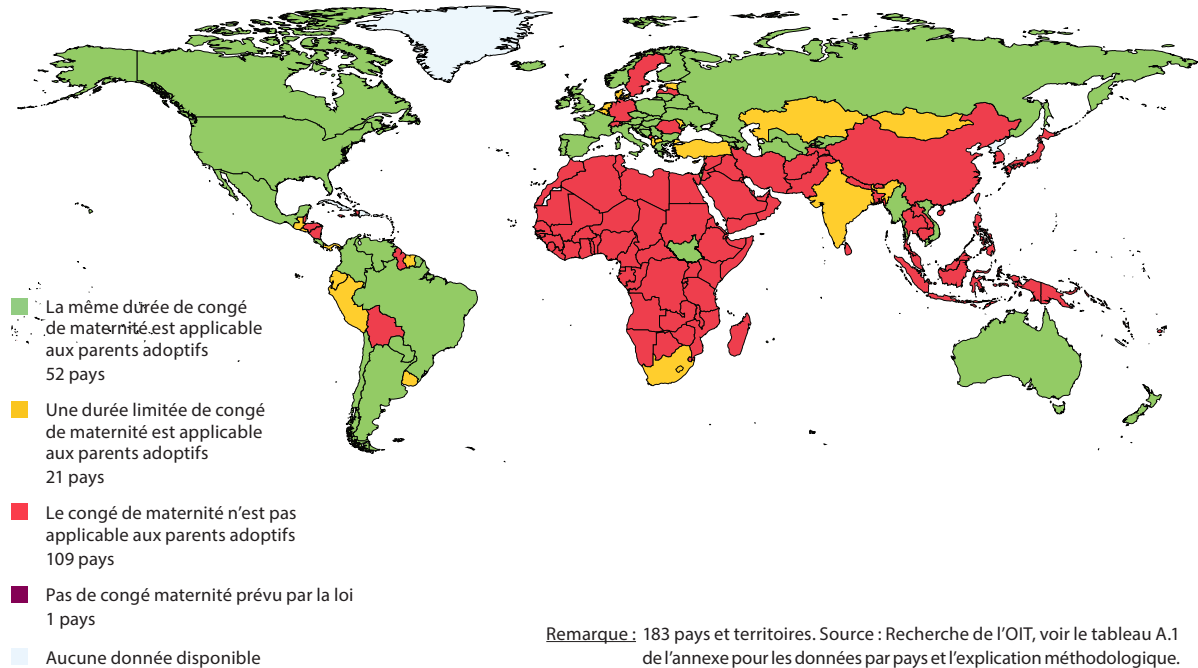 La même durée de congé
de maternité est applicable
aux parents adoptifs
52 pays
Une durée limitée de congé
de maternité est applicable
aux parents adoptifs
21 pays
Le congé de maternité n'est pas
applicable aux parents adoptifs
109 pays
Pas de congé maternité prévu par la loi
1 pays
Aucune donnée disponible
Remarque : 183 pays et territoires. Source : Recherche de l'OIT, voir le tableau A.1
de l'annexe pour les données par pays et l'explication méthodologique.